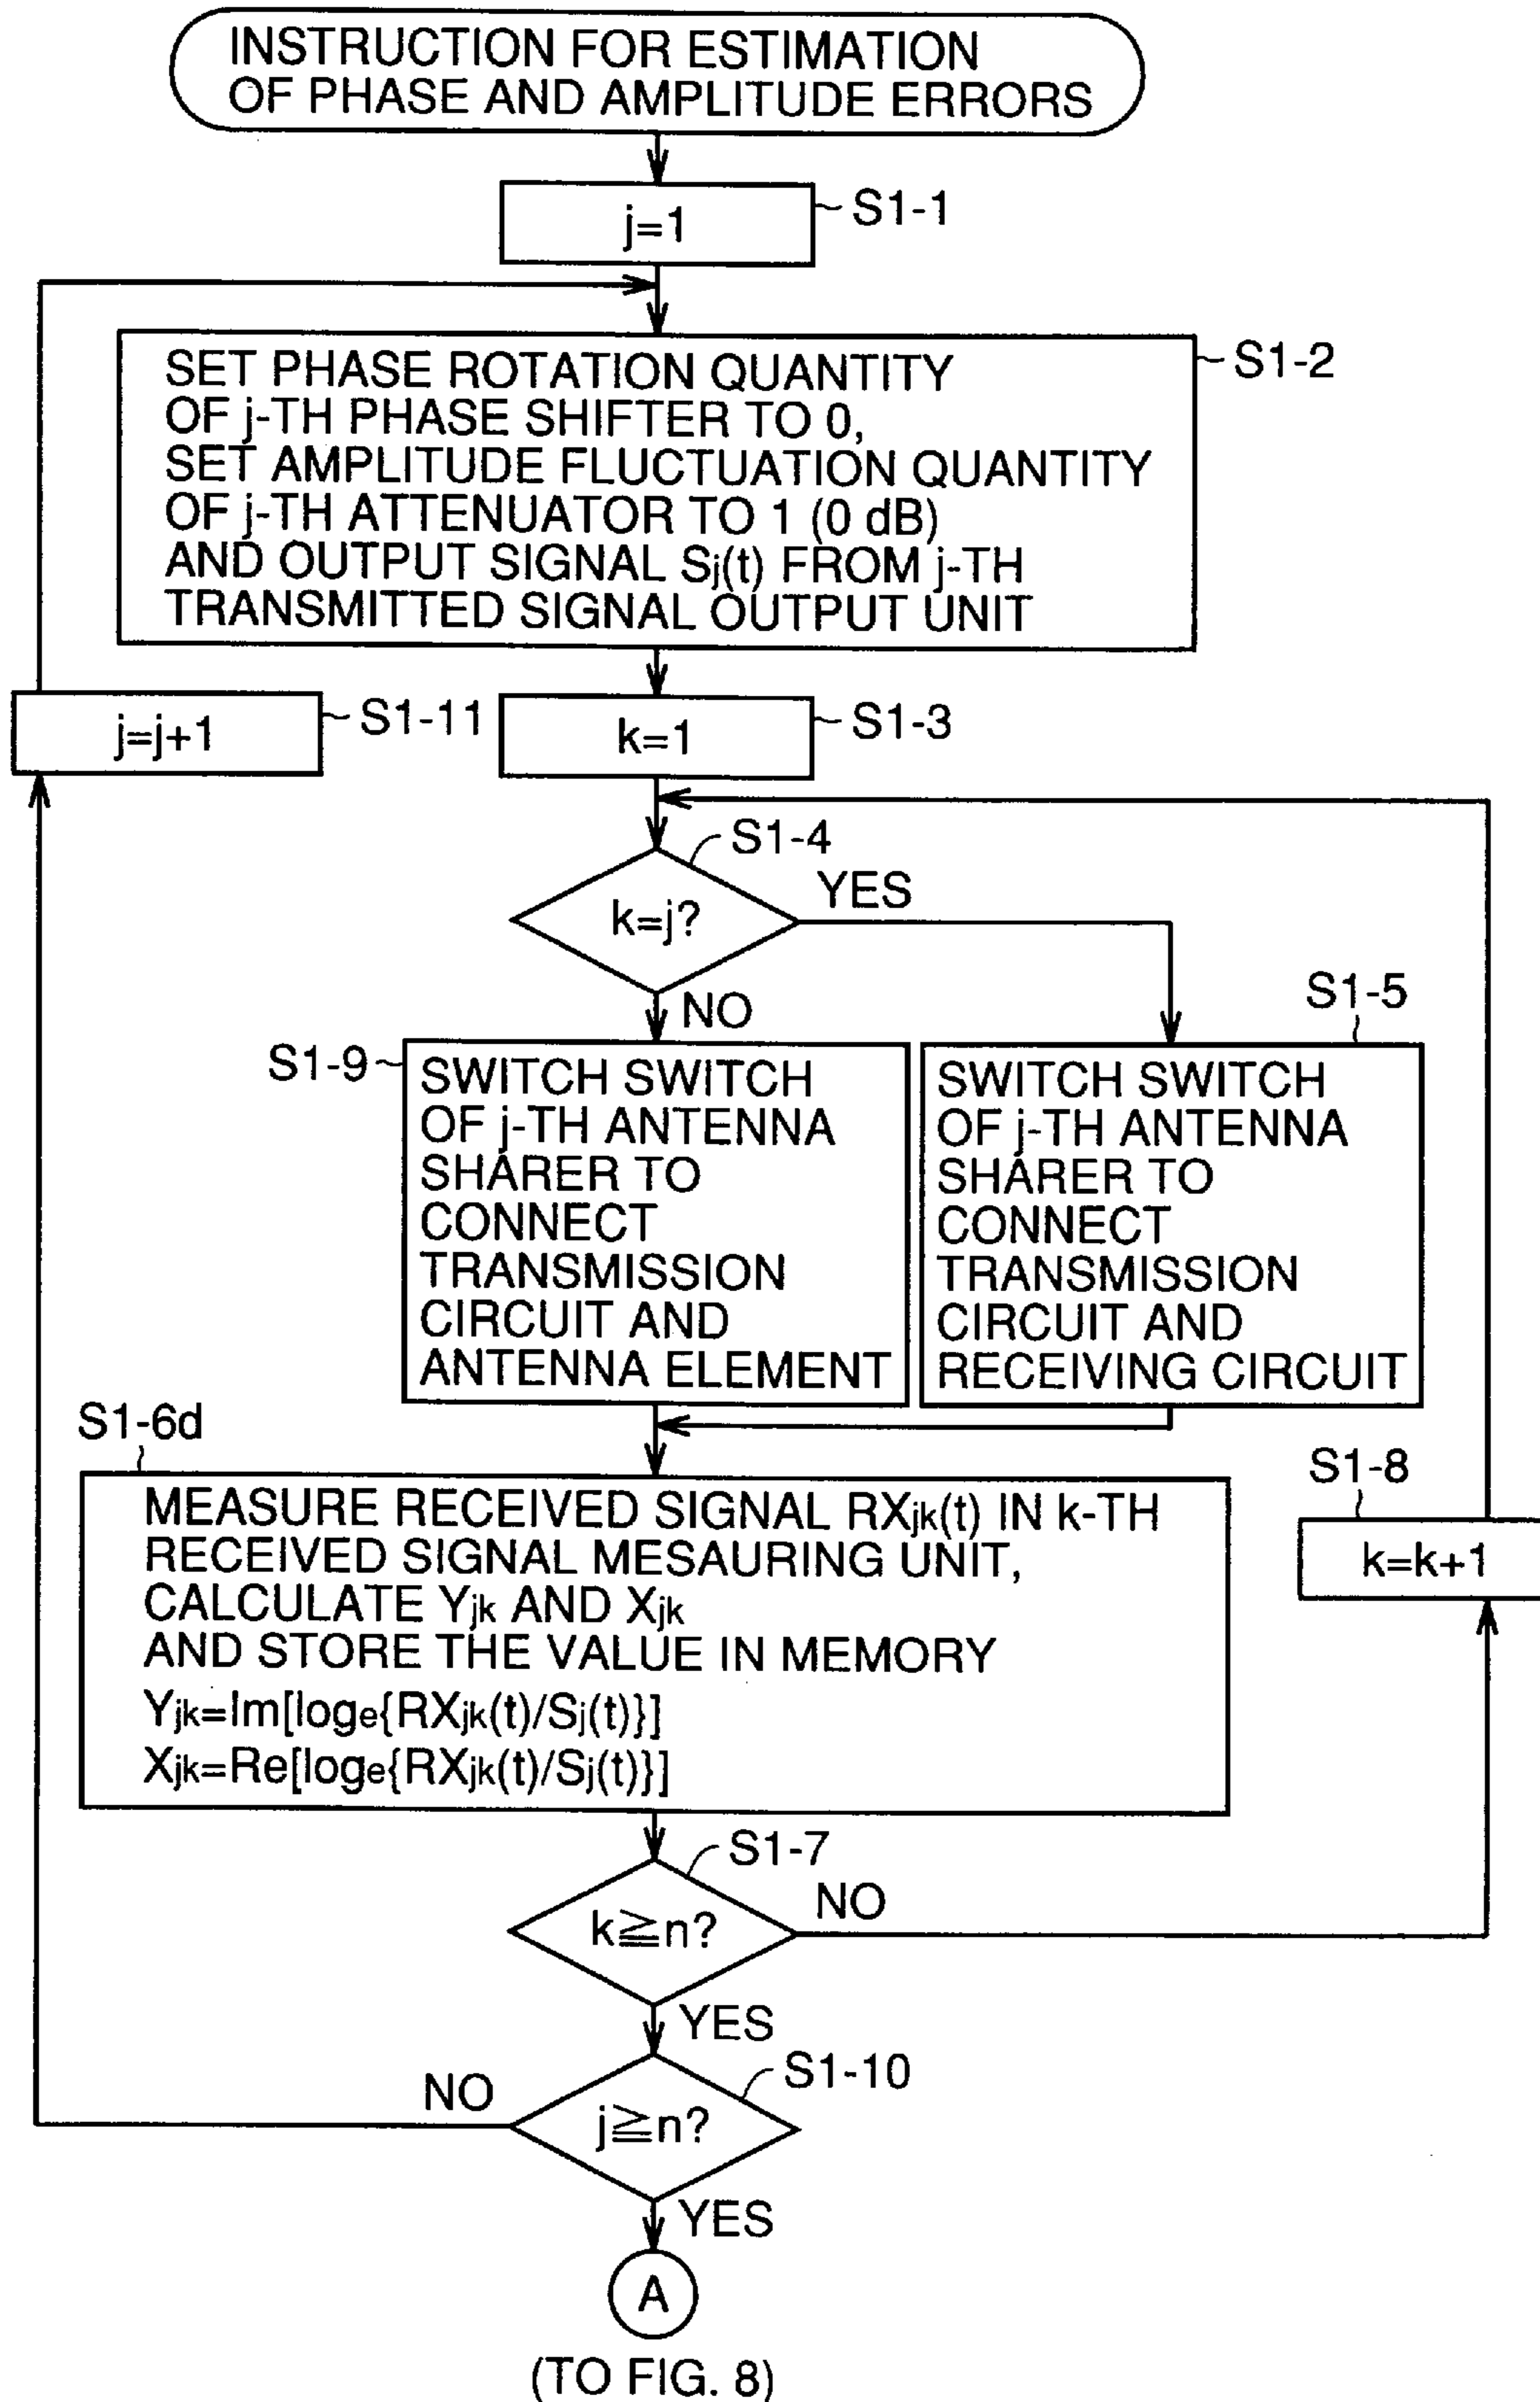 INSTRUCTION FOR ESTIMATION
OF PHASE AND AMPLITUDE ERRORS
j=1
S1-1
SET PHASE ROTATION QUANTITY
OF j-TH PHASE SHIFTER TO 0,
SET AMPLITUDE FLUCTUATION QUANTITY
OF j-TH ATTENUATOR TO 1 (0 dB)
AND OUTPUT SIGNAL Sj(t) FROM j-TH
TRANSMITTED SIGNAL OUTPUT UNIT
S1-2
j=j+1
S1-11
k=1
S1-3
S1-4
k=j?
YES
NO
S1-9
SWITCH SWITCH
OF j-TH ANTENNA
SHARER TO
CONNECT
TRANSMISSION
CIRCUIT AND
ANTENNA ELEMENT
S1-5
SWITCH SWITCH
OF j-TH ANTENNA
SHARER TO
CONNECT
TRANSMISSION
CIRCUIT AND
RECEIVING CIRCUIT
S1-6d
MEASURE RECEIVED SIGNAL RXjk(t) IN k-TH
RECEIVED SIGNAL MESAURING UNIT,
CALCULATE Yjk AND Xjk
AND STORE THE VALUE IN MEMORY
Yjk=Im[loge{RXjk(t)/Sj(t)}]
Xjk=Re[loge{RXjk(t)/Sj(t)}]
S1-8
k=k+1
S1-7
k≧n?
NO
YES
S1-10
j≧n?
NO
YES
A
(TO FIG. 8)